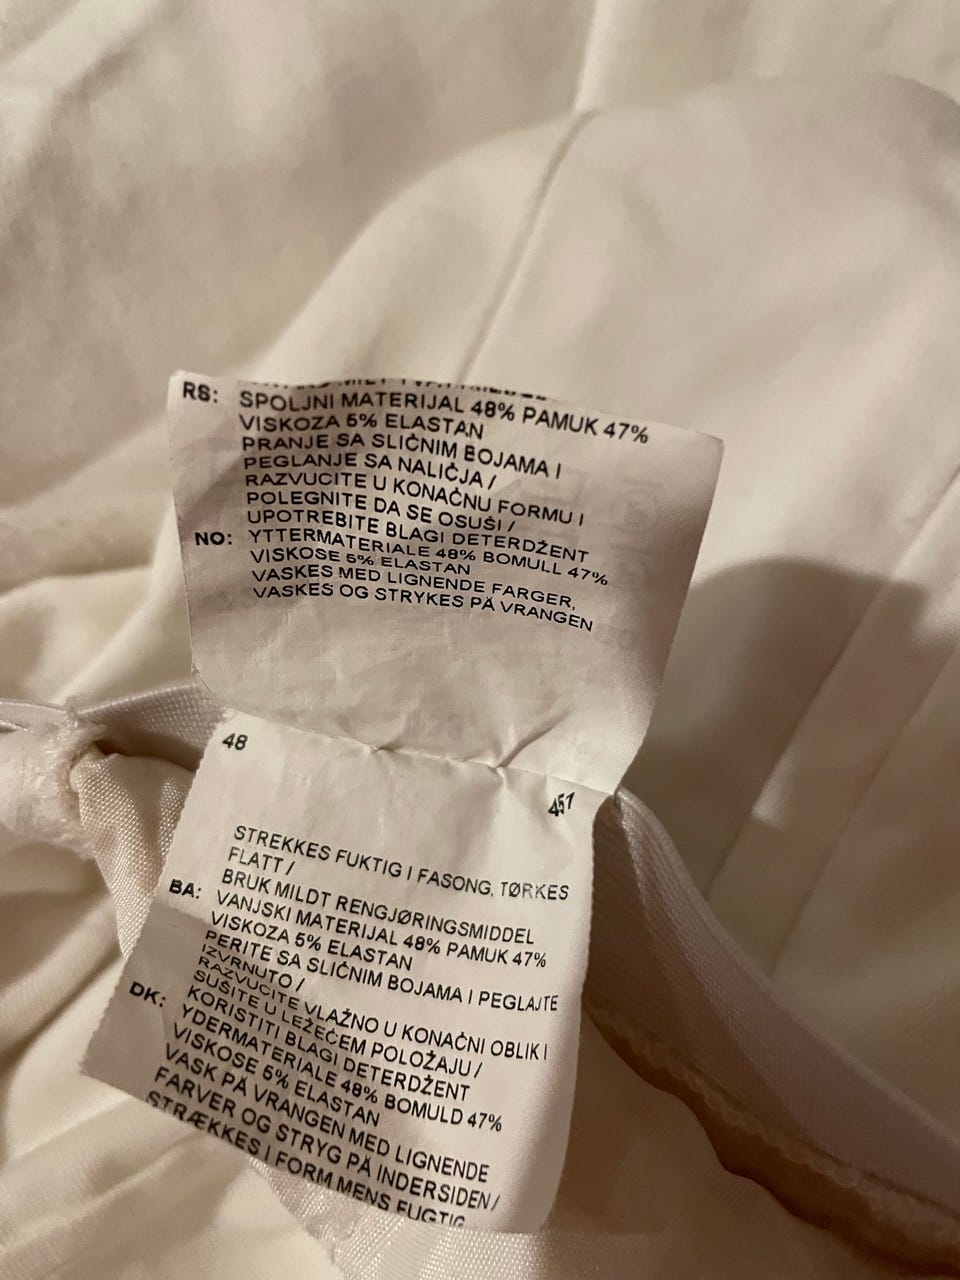 RS: SPOLJNI MATERIJAL 48% PAMUK 47%
VISKOZA 5% ELASTAN
PRANJE SA SLIČNIM BOJAMA I
PEGLANJE SA NALIČJA /
RAZVUCITE U KONAČNU FORMU I
POLEGNITE DA SE OSUŠI /
UPOTREBITE BLAGI DETERDŽENT
NO: YTTERMATERIALE 48% BOMULL 47%
VISKOSE 5% ELASTAN
VASKES MED LIGNENDE FARGER,
VASKES OG STRYKES PÅ VRANGEN
48
457
STREKKES FUKTIG I FASONG, TØRKES
FLATT /
BRUK MILDT RENGJØRINGSMIDDEL
BA: VANJSKI MATERIJAL 48% PAMUK 47%
VISKOZA 5% ELASTAN
PERITE SA SLIČNIM BOJAMA I PEGLAJTE
IZVRNUTO /
RAZVUCITE VLAŽNO U KONAČNI OBLIK I
SUŠITE U LEŽEĆEM POLOŽAJU /
KORISTITI BLAGI DETERDŽENT
DK: YDERMATERIALE 48% BOMULD 47%
VISKOSE 5% ELASTAN
VASK PÅ VRANGEN MED LIGNENDE
FARVER OG STRYG PÅ INDERSIDEN /
STRÆKKES I FORM MENS FUGTIG